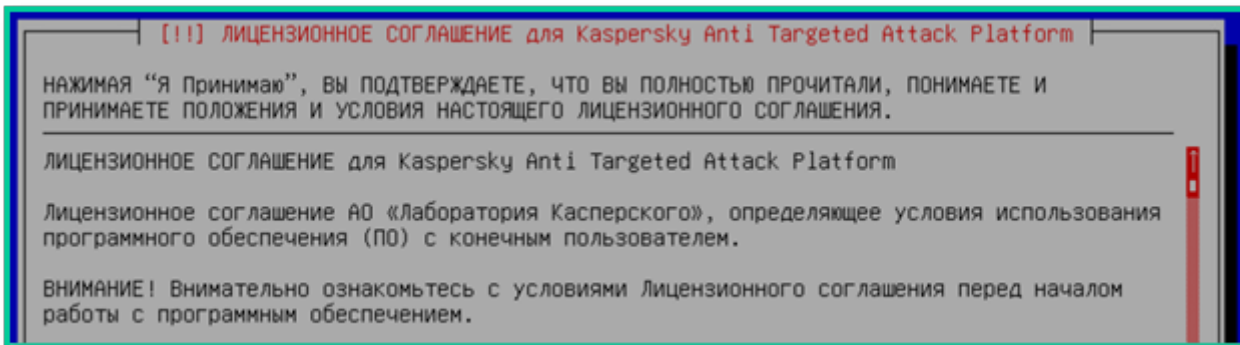 [!!] ЛИЦЕНЗИОННОЕ СОГЛАШЕНИЕ для Kaspersky Anti Targeted Attack Platform
НАЖИМАЯ “Я Принимаю”, ВЫ ПОДТВЕРЖДАЕТЕ, ЧТО ВЫ ПОЛНОСТЬЮ ПРОЧИТАЛИ, ПОНИМАЕТЕ И
ПРИНИМАЕТЕ ПОЛОЖЕНИЯ И УСЛОВИЯ НАСТОЯЩЕГО ЛИЦЕНЗИОННОГО СОГЛАШЕНИЯ.
ЛИЦЕНЗИОННОЕ СОГЛАШЕНИЕ для Kaspersky Anti Targeted Attack Platform
Лицензионное соглашение АО «Лаборатория Касперского», определяющее условия использования
программного обеспечения (ПО) с конечным пользователем.
ВНИМАНИЕ! Внимательно ознакомьтесь с условиями Лицензионного соглашения перед началом
работы с программным обеспечением.